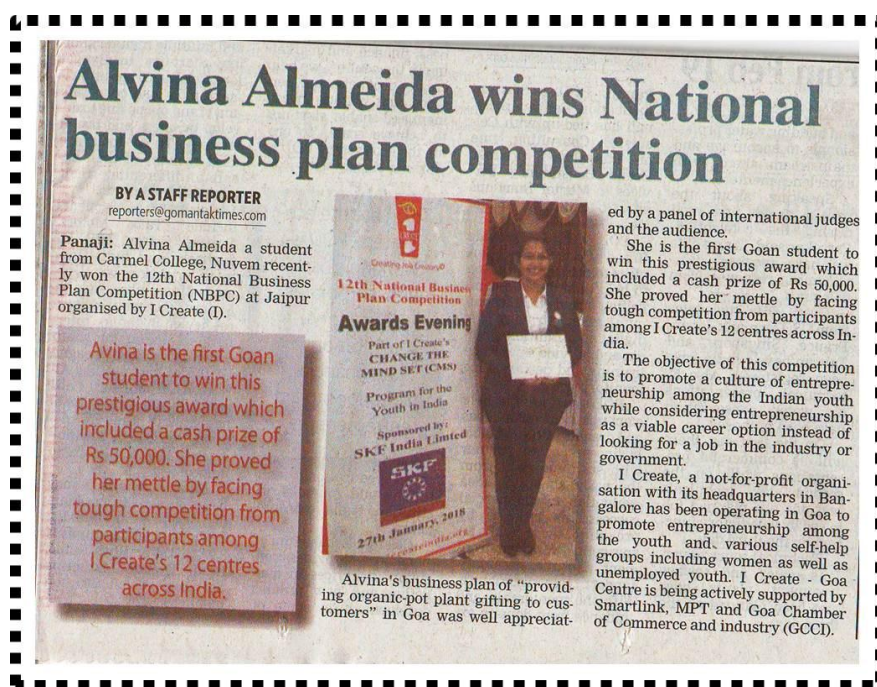 Alvina Almeida wins National
business plan competition
BY A STAFF REPORTER
reporters@gomantaktimes.com
Panaji: Alvina Almeida a student
from Carmel College, Nuvem recent-
ly won the 12th National Business
Plan Competition (NBPC) at Jaipur
organised by I Create (I).
Avina is the first Goan
student to win this
prestigious award which
included a cash prize of
Rs 50,000. She proved
her mettle by facing
tough competition from
participants among
I Create's 12 centres
across India.
Creating Job Creators®
12th National Business
Plan Competition
Awards Evening
Part of I Create's
CHANGE THE
MIND SET (CMS)
Program for the
Youth in India
Sponsored by:
SKF India Limted
SKF
27th January, 2018
Alvina's business plan of "provid-
ing organic-pot plant gifting to cus-
tomers" in Goa was well appreciat-
ed by a panel of international judges
and the audience.
She is the first Goan student to
win this prestigious award which
included a cash prize of Rs 50,000.
She proved her mettle by facing
tough competition from participants
among I Create's 12 centres across In-
dia.
The objective of this competition
is to promote a culture of entrepre-
neurship among the Indian youth
while considering entrepreneurship
as a viable career option instead of
looking for a job in the industry or
government.
I Create, a not-for-profit organi-
sation with its headquarters in Ban-
galore has been operating in Goa to
promote entrepreneurship among
the youth and various self-help
groups including women as well as
unemployed youth. I Create - Goa
Centre is being actively supported by
Smartlink, MPT and Goa Chamber
of Commerce and industry (GCCI).